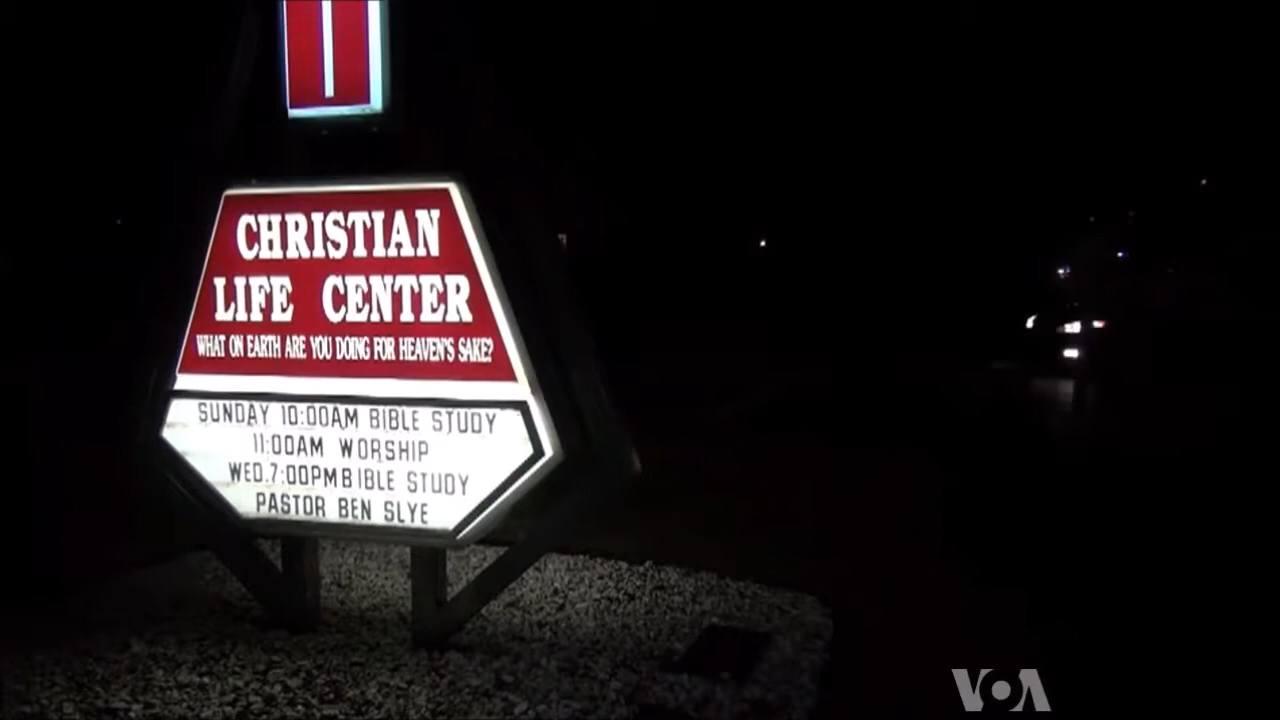 CHRISTIAN
LIFE CENTER
WHAT ON EARTH ARE YOU DOING FOR HEAVEN'S SAKE?
SUNDAY 10:00AM BIBLE STUDY
11:00AM WORSHIP
WED.7:00PM BIBLE STUDY
PASTOR BEN SLYE
VOA